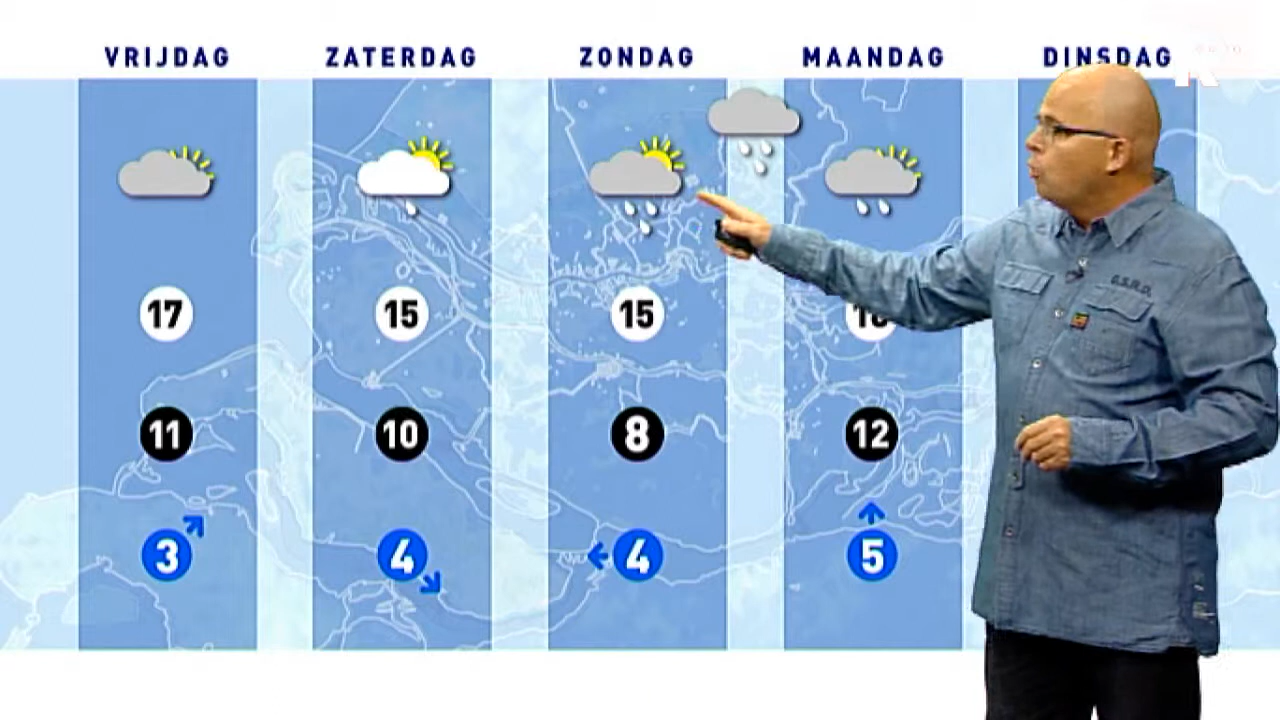 VRIJDAG ZATERDAG ZONDAG MAANDAG DINSDAG
17 15 15
11 10 8 12
3 4 4 5
G.S.R.D.
R